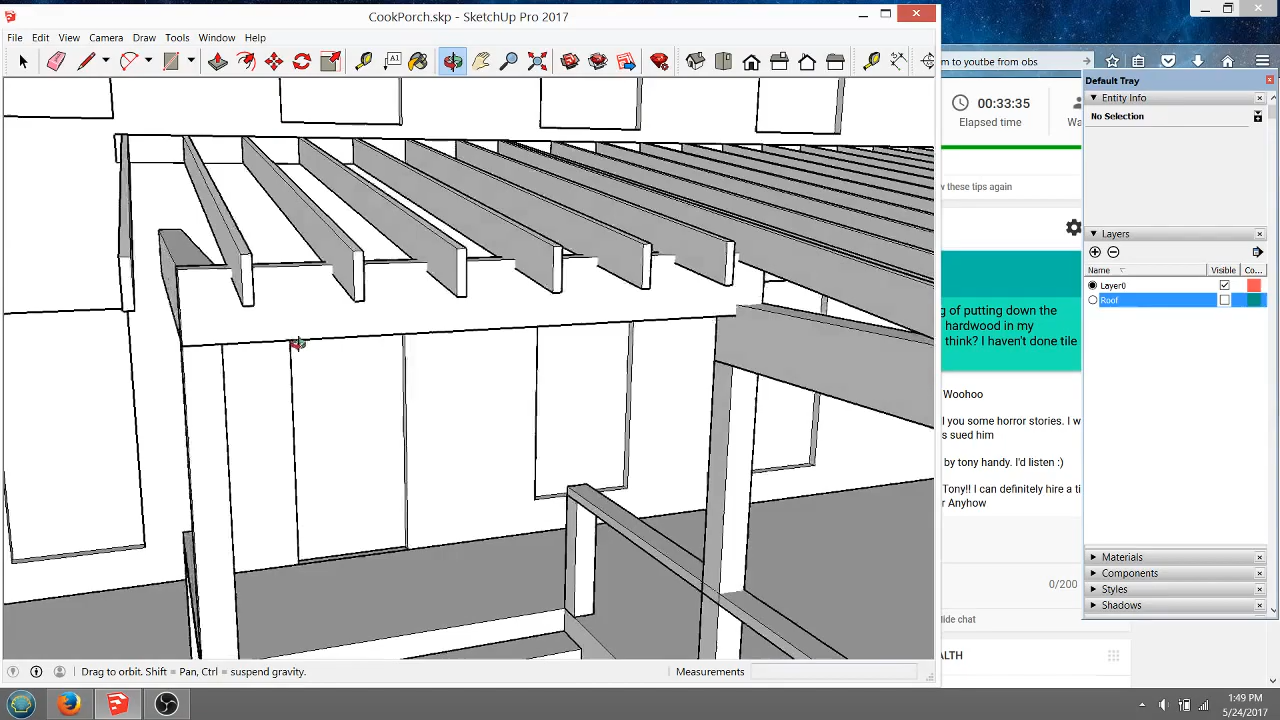 CookPorch.skp - SketchUp Pro 2017
File Edit View Camera Draw Tools Window Help
A1
m to youtbe from obs
00:33:35
Elapsed time
Wa
w these tips again
g of putting down the
hardwood in my
think? I haven't done tile
Woohoo
l you some horror stories. I w
s sued him
by tony handy. I'd listen :)
Tony!! I can definitely hire a ti
r Anyhow
0/200
lide chat
ALTH
Default Tray
Entity Info
No Selection
Layers
Name Visible Co...
Layer0
Roof
Materials
Components
Styles
Shadows
Drag to orbit. Shift = Pan, Ctrl = suspend gravity.
Measurements
1:49 PM
5/24/2017